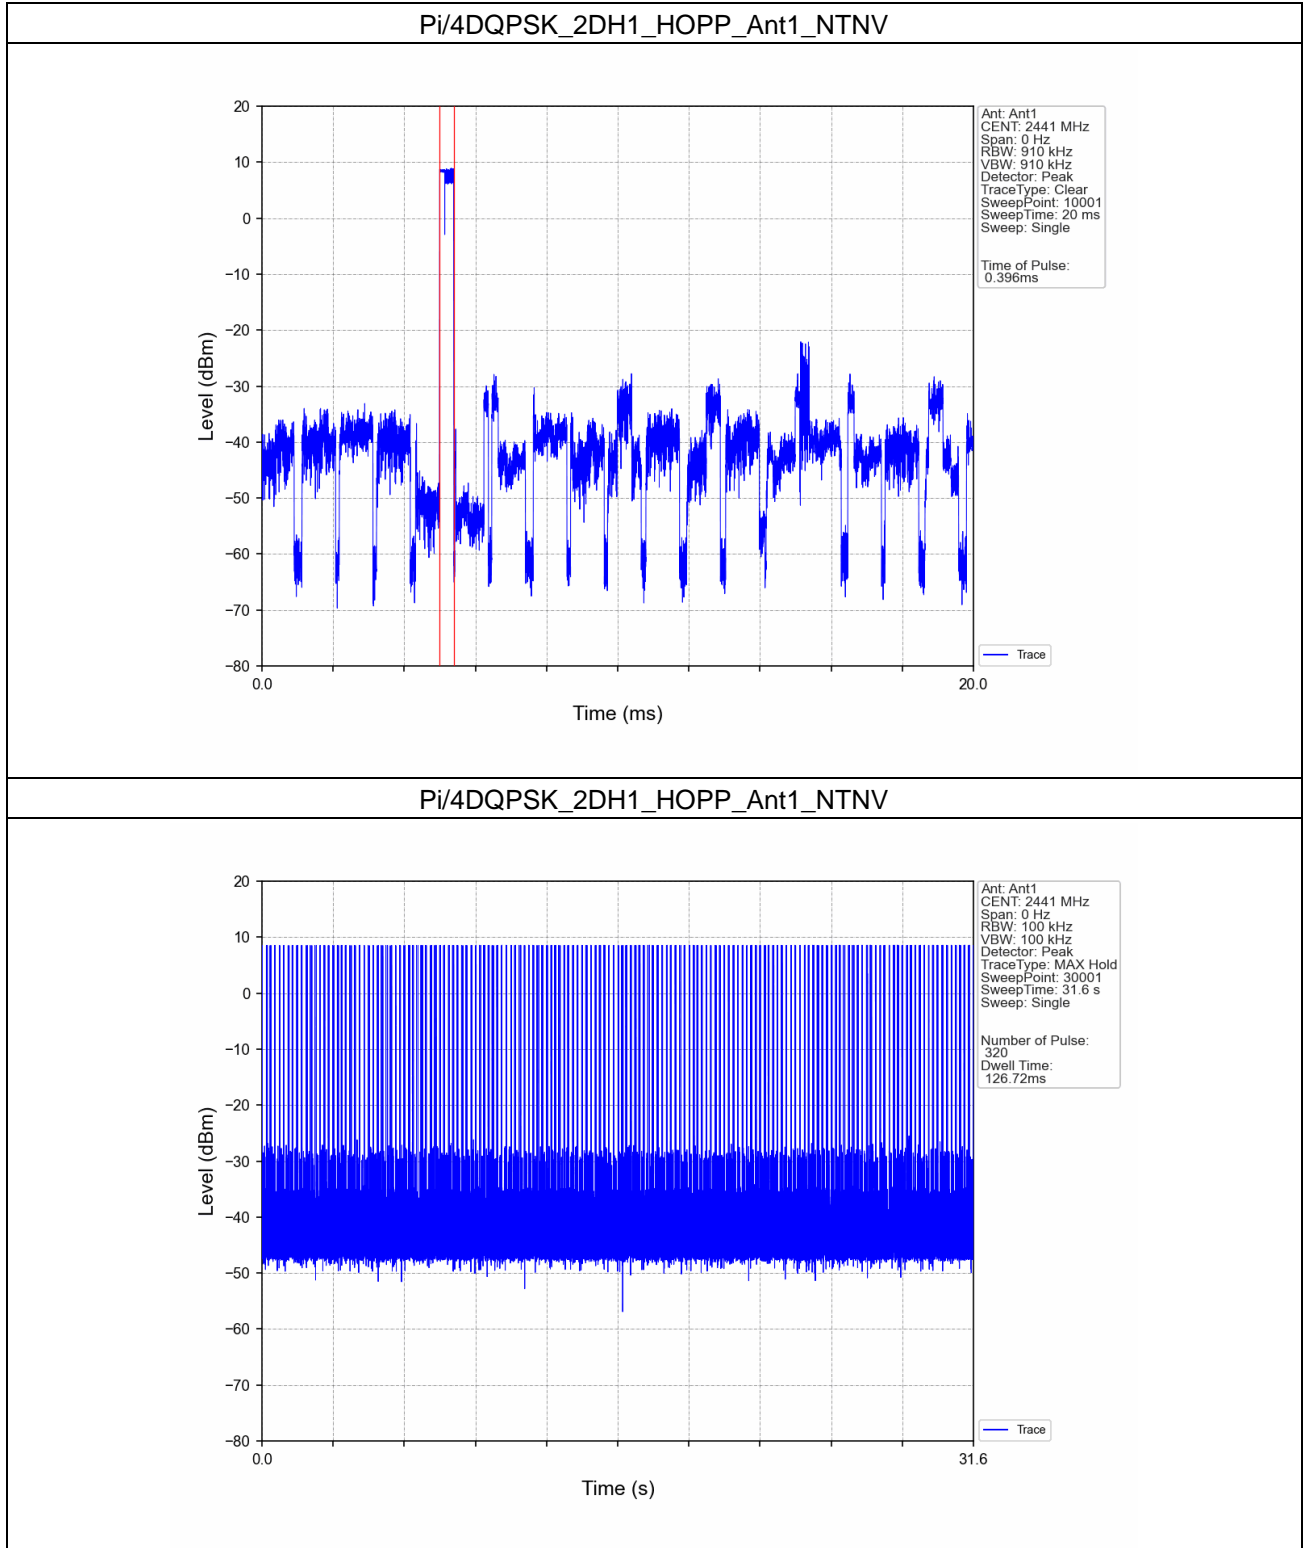 Pi/4DQPSK_2DH1_HOPP_Ant1_NTNV
20
10
0
−10
−20
−30
−40
−50
−60
−70
−80
Level (dBm)
0.0
20.0
Time (ms)
Ant: Ant1
CENT: 2441 MHz
Span: 0 Hz
RBW: 910 kHz
VBW: 910 kHz
Detector: Peak
TraceType: Clear
SweepPoint: 10001
SweepTime: 20 ms
Sweep: Single
Time of Pulse:
0.396ms
Trace
Pi/4DQPSK_2DH1_HOPP_Ant1_NTNV
20
10
0
−10
−20
−30
−40
−50
−60
−70
−80
Level (dBm)
0.0
31.6
Time (s)
Ant: Ant1
CENT: 2441 MHz
Span: 0 Hz
RBW: 100 kHz
VBW: 100 kHz
Detector: Peak
TraceType: MAX Hold
SweepPoint: 30001
SweepTime: 31.6 s
Sweep: Single
Number of Pulse:
320
Dwell Time:
126.72ms
Trace